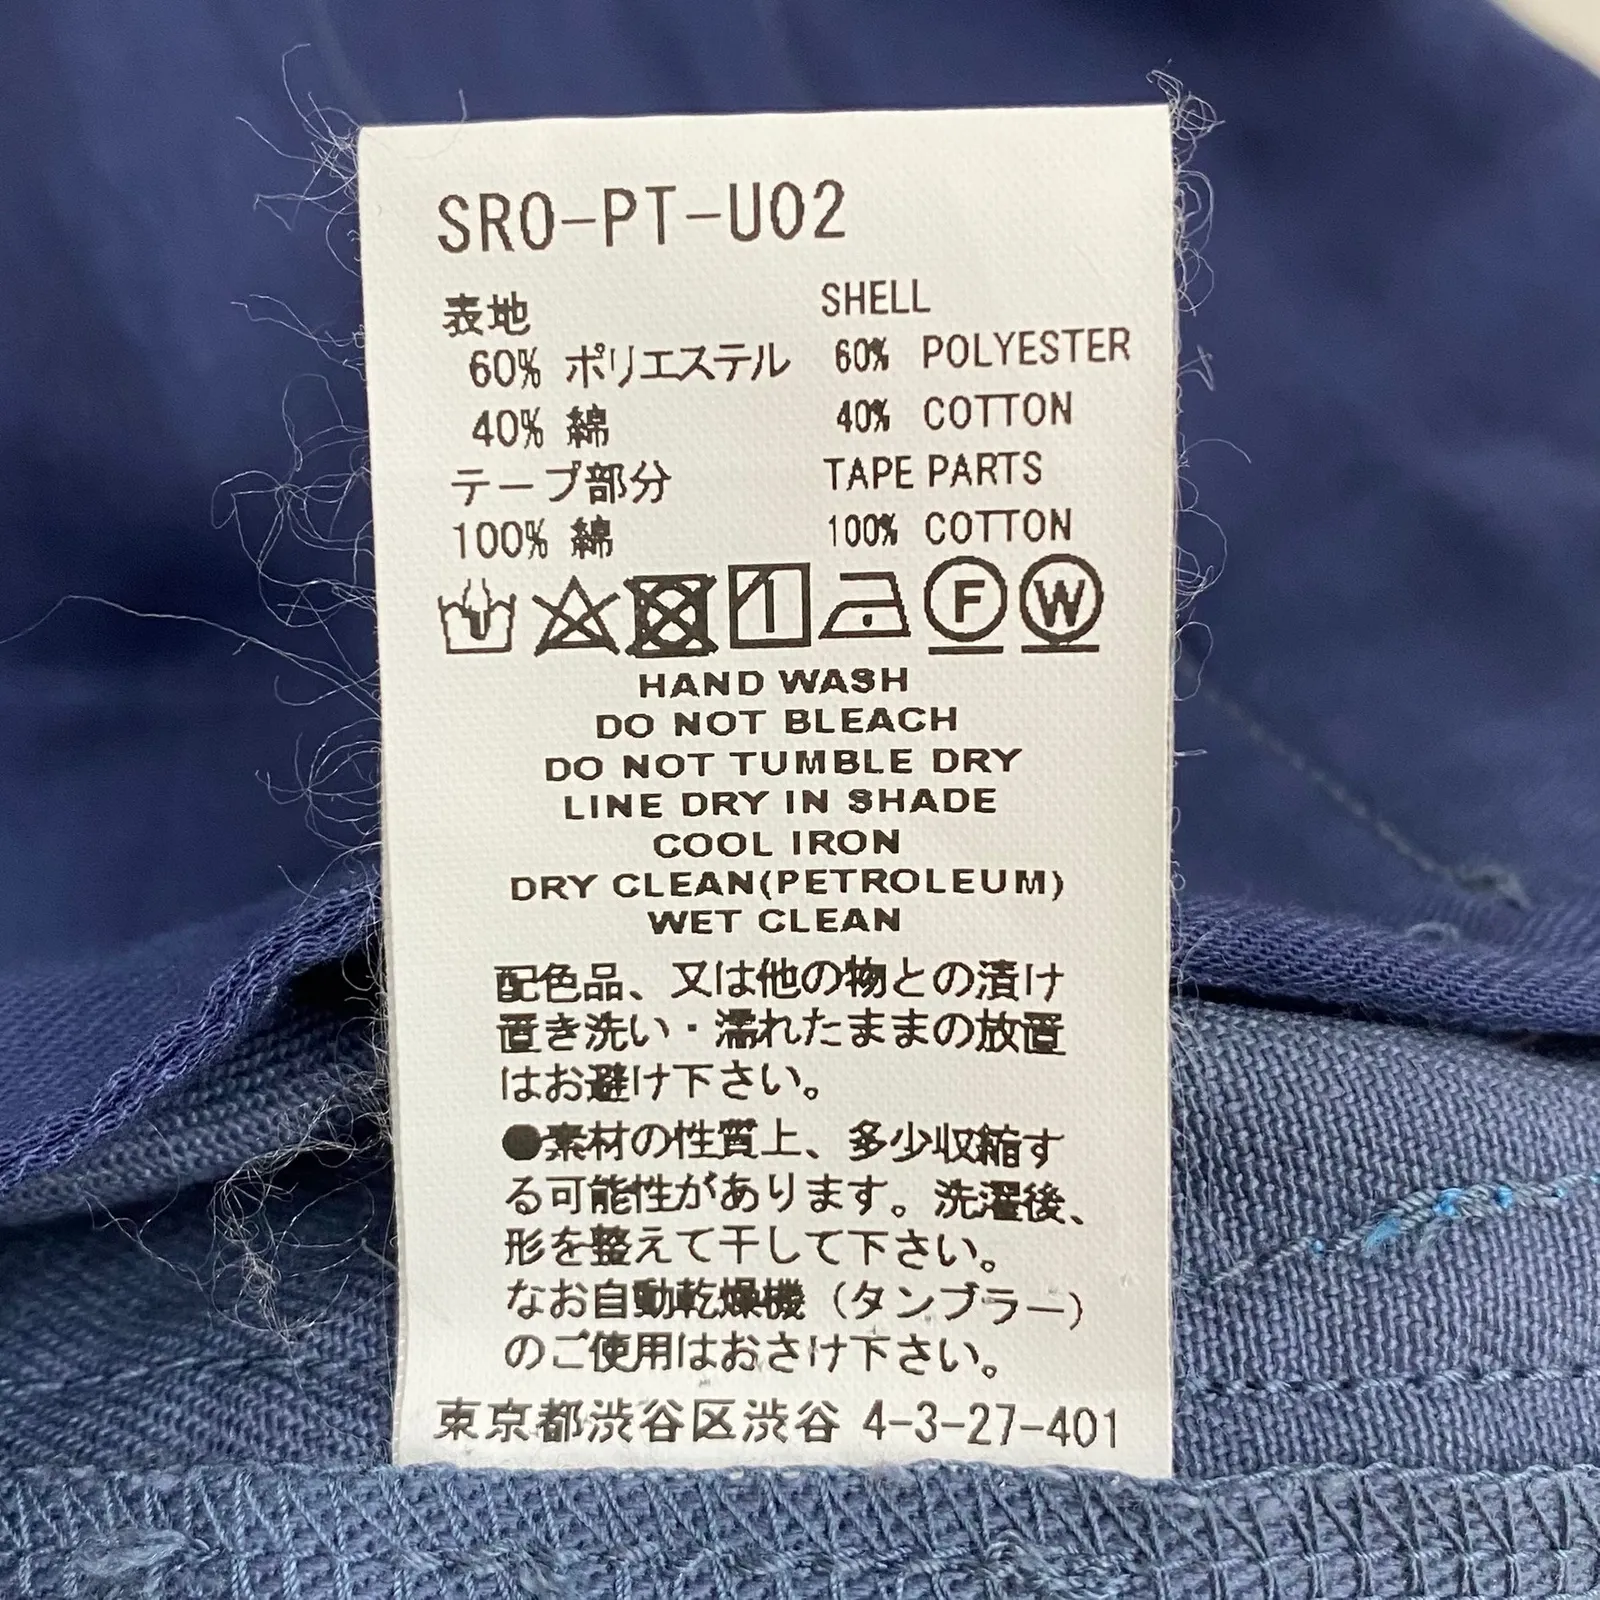 SRO-PT-U02
表地 SHELL
60% ポリエステル 60% POLYESTER
40% 綿 40% COTTON
テープ部分 TAPE PARTS
100% 綿 100% COTTON
F W
HAND WASH
DO NOT BLEACH
DO NOT TUMBLE DRY
LINE DRY IN SHADE
COOL IRON
DRY CLEAN(PETROLEUM)
WET CLEAN
配色品、又は他の物との漬け
置き洗い・濡れたままの放置
はお避け下さい。
●素材の性質上、多少収縮す
る可能性があります。洗濯後、
形を整えて干して下さい。
なお自動乾燥機（タンブラー）
のご使用はおさけ下さい。
東京都渋谷区渋谷 4-3-27-401